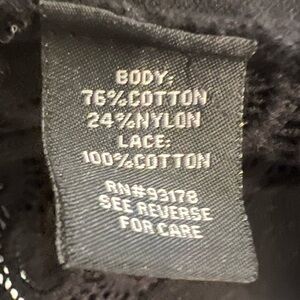 BODY:
76%COTTON
24%NYLON
LACE:
100%COTTON
RN#93178
SEE REVERSE
FOR CARE